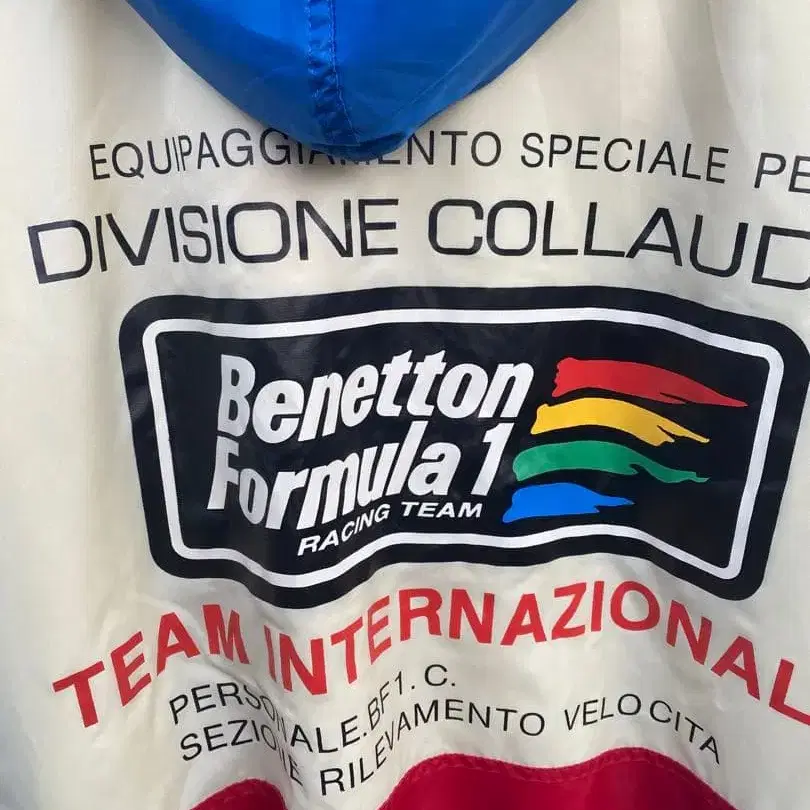 EQUIPAGGIAMENTO SPECIALE PE
DIVISIONE COLLAUD
Benetton
Formula 1
RACING TEAM
TEAM INTERNAZIONAL
PERSONALE.BF1.C.
SEZIONE RILEVAMENTO VELOCITA